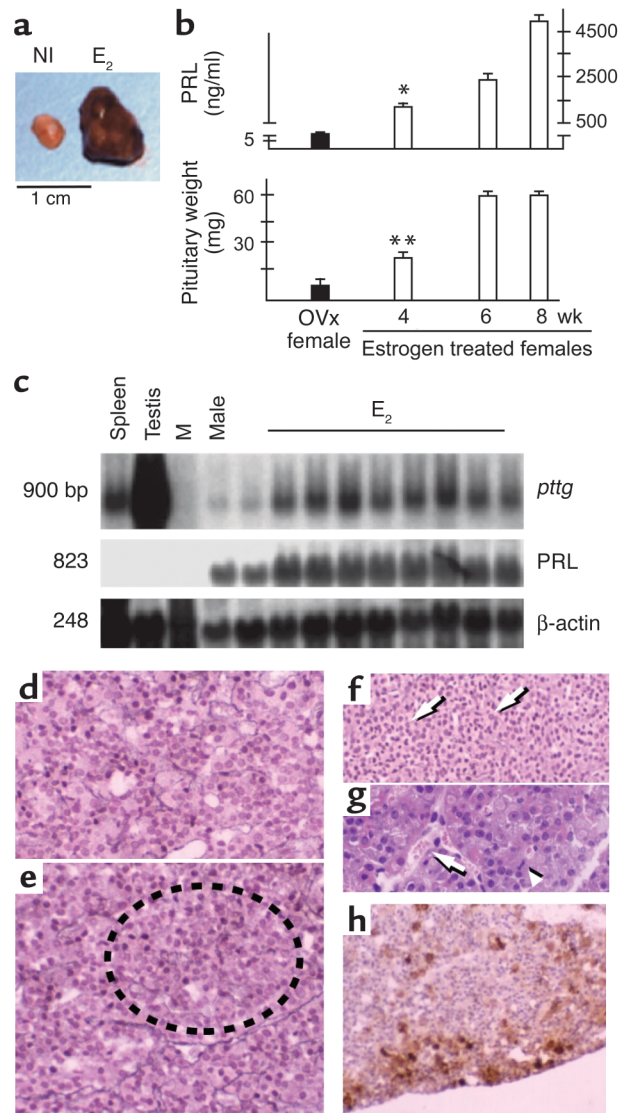 a
NI E₂
1 cm
b
PRL
(ng/ml)
5
4500
2500
500
*
Pituitary weight
(mg)
60
30
**
OVx
female
4 6 8 wk
Estrogen treated females
c
Spleen
Testis
M
Male
E₂
900 bp pttg
823 PRL
248 β-actin
d
e
f
g
h